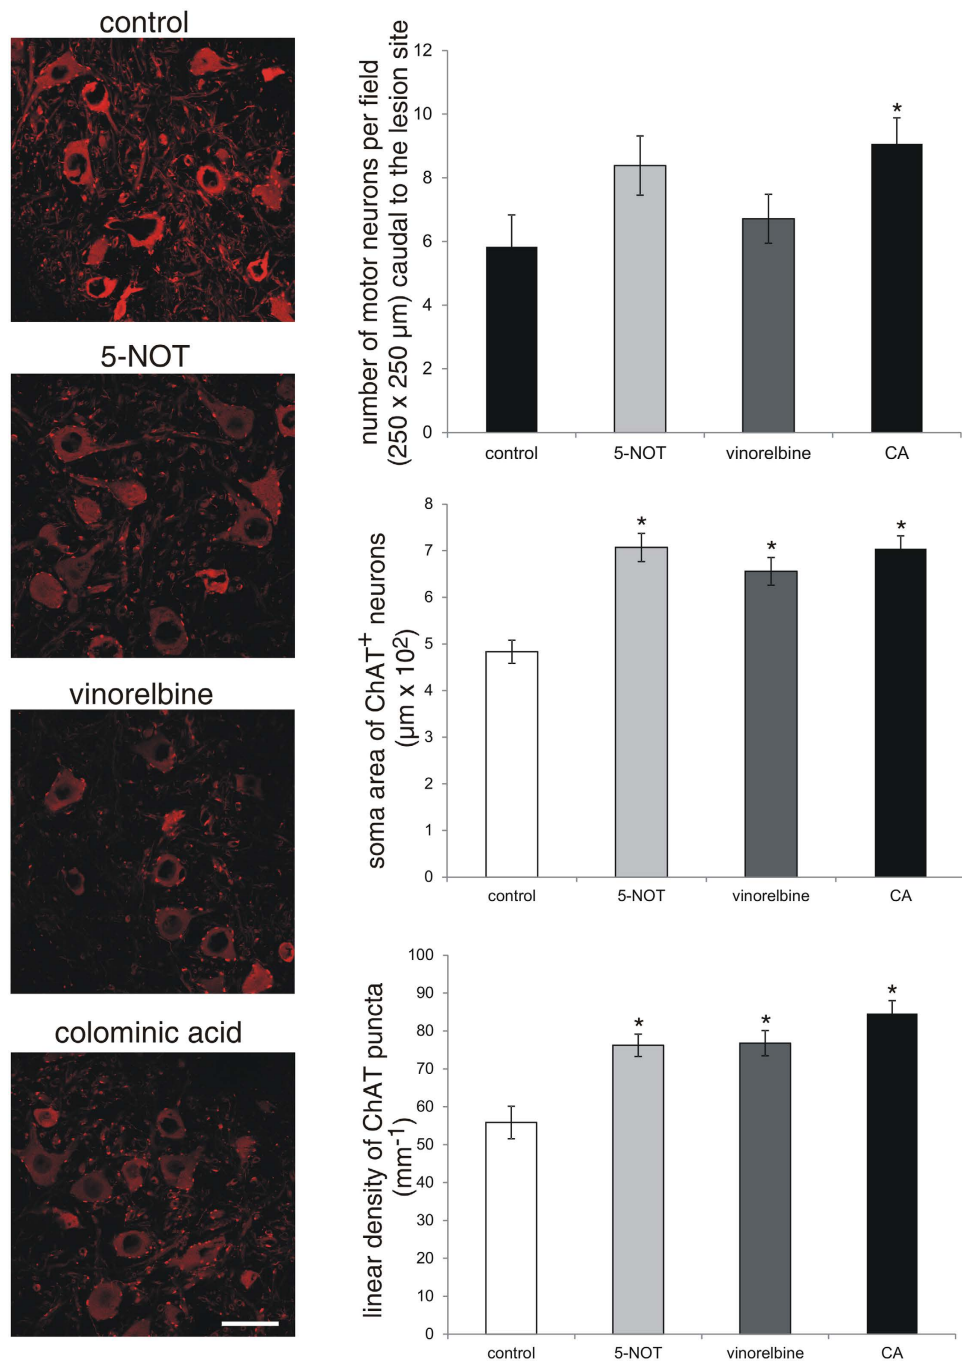 control
5-NOT
vinorelbine
colominic acid
number of motor neurons per field
(250 x 250 µm) caudal to the lesion site
12
10
8
6
4
2
0
*
control 5-NOT vinorelbine CA
soma area of ChAT+ neurons
(µm x 10²)
8
7
6
5
4
3
2
1
0
* * *
control 5-NOT vinorelbine CA
linear density of ChAT puncta
(mm⁻¹)
100
90
80
70
60
50
40
30
20
10
0
* * *
control 5-NOT vinorelbine CA